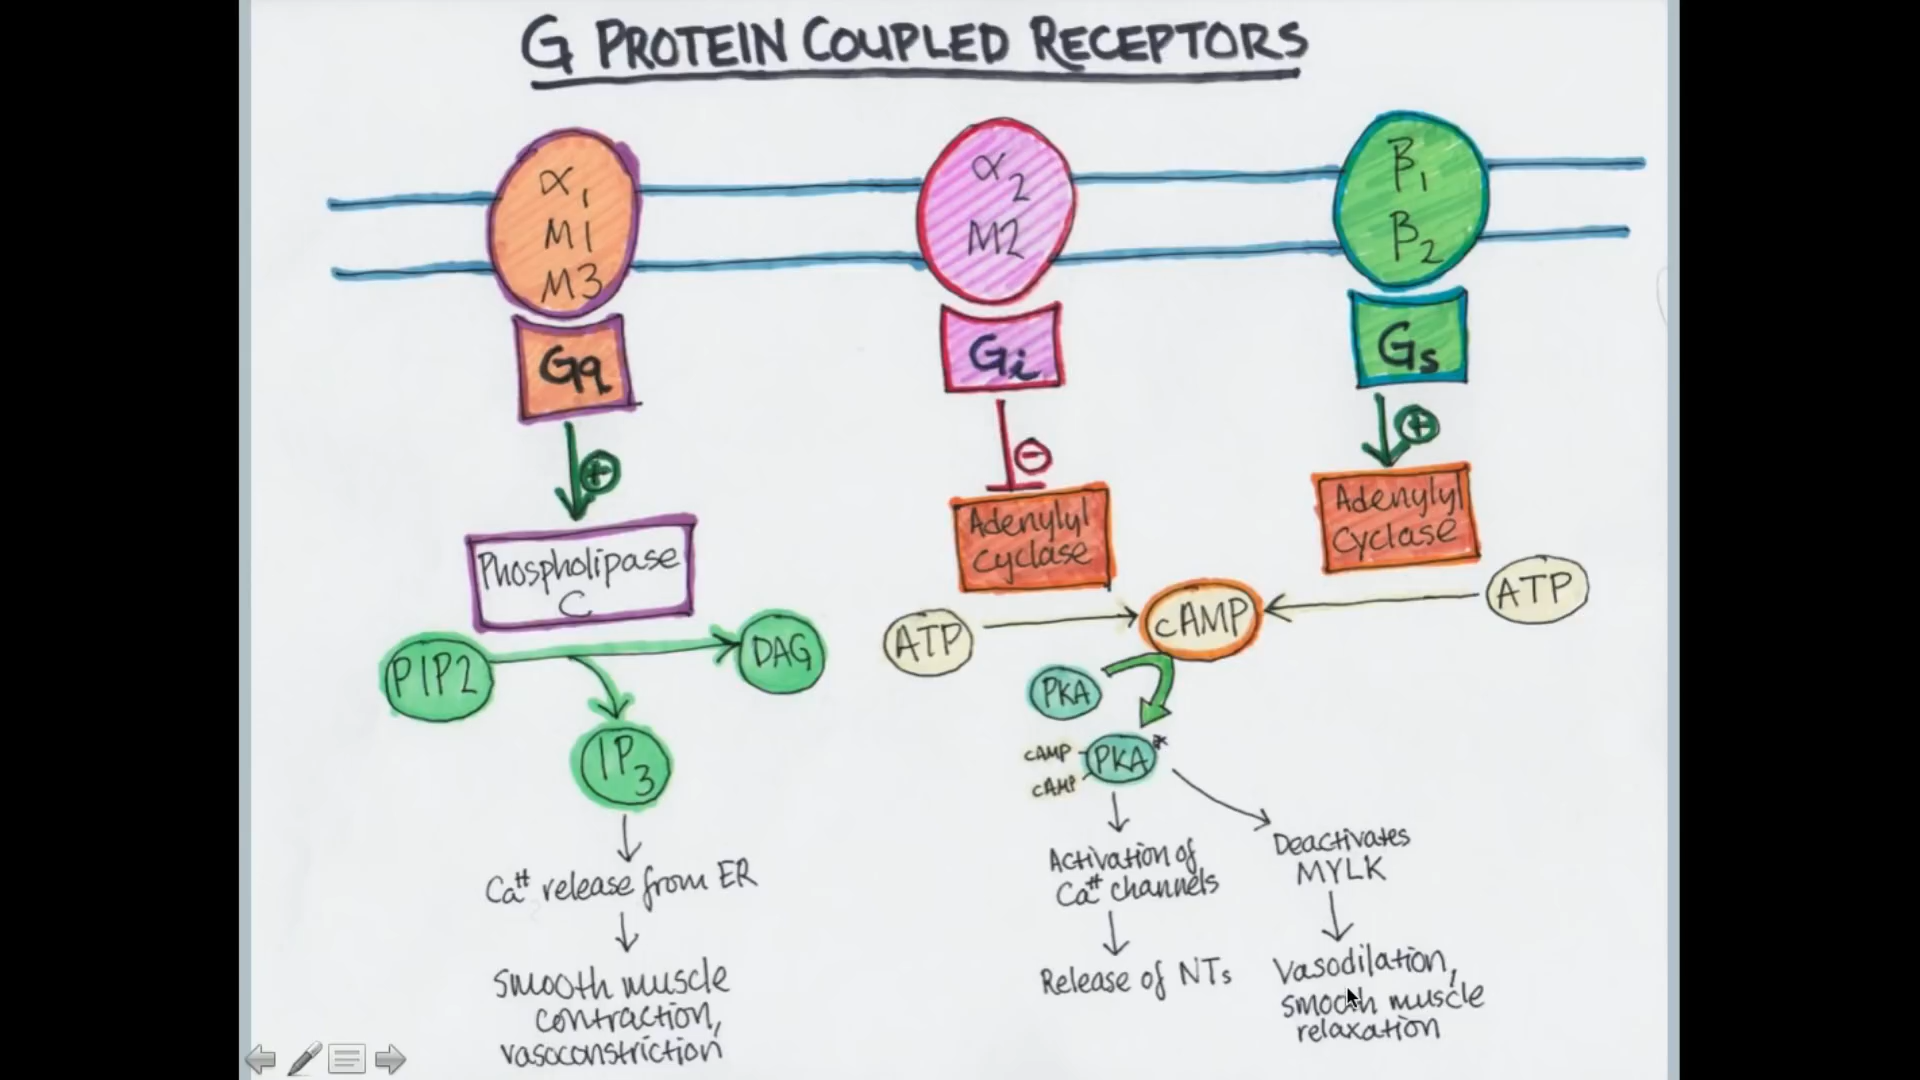 G PROTEIN COUPLED RECEPTORS
α1
M1
M3
Gq
+
Phospholipase
C
PIP2
DAG
IP3
Ca++ release from ER
Smooth muscle
contraction,
vasoconstriction
α2
M2
Gi
-
Adenylyl
Cyclase
ATP
cAMP
PKA
cAMP
cAMP
PKA*
Activation of
Ca++ channels
Release of NTs
β1
β2
Gs
+
Adenylyl
Cyclase
ATP
Deactivates
MYLK
Vasodilation,
smooth muscle
relaxation